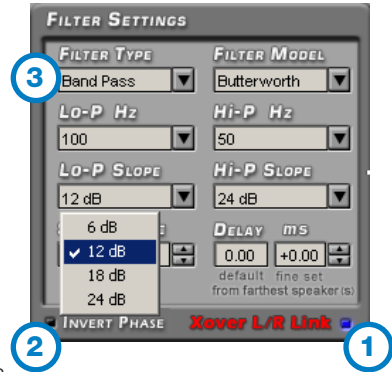 FILTER SETTINGS
FILTER TYPE FILTER MODEL
3 Band Pass Butterworth
LO-P HZ HI-P HZ
100 50
LO-P SLOPE HI-P SLOPE
12 dB 24 dB
6 dB
DELAY ms
✓ 12 dB 0.00 +0.00
18 dB default fine set
24 dB from farthest speaker(s)
INVERT PHASE Xover L/R Link
2 1